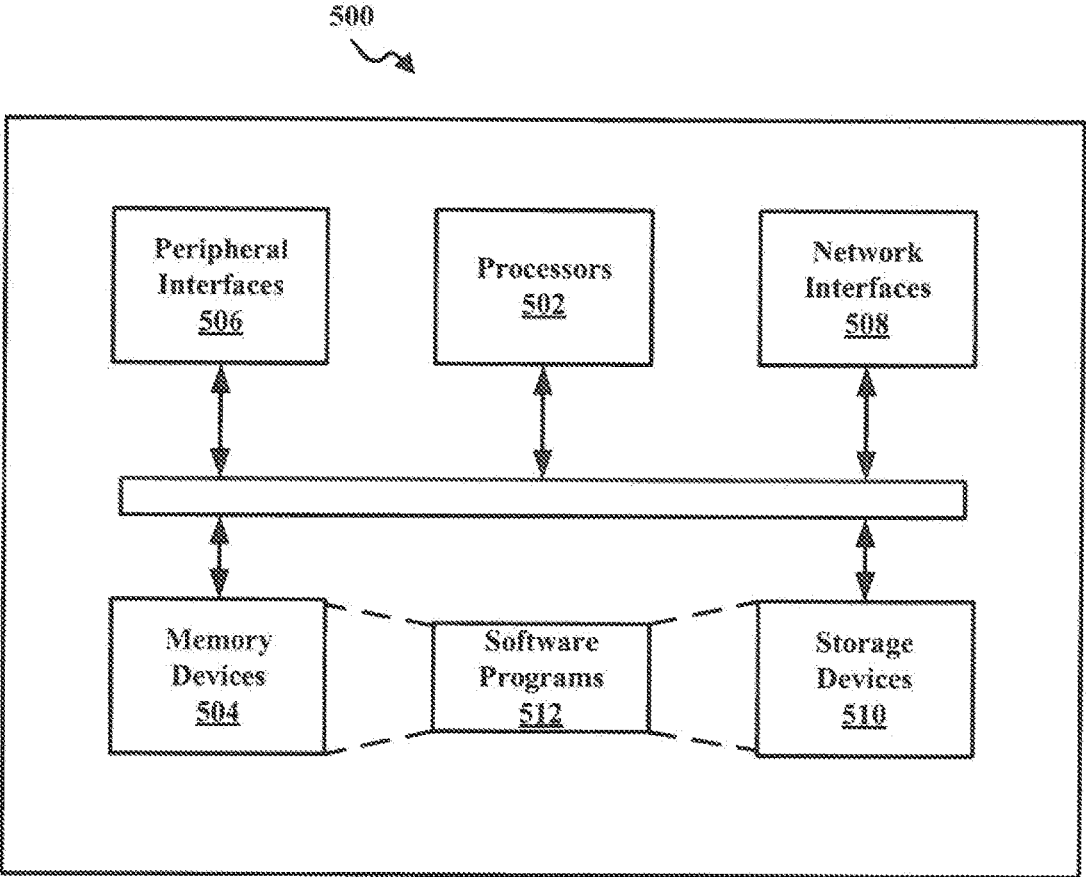 500
Peripheral
Interfaces
506
Processors
502
Network
Interfaces
508
Memory
Devices
504
Software
Programs
512
Storage
Devices
510